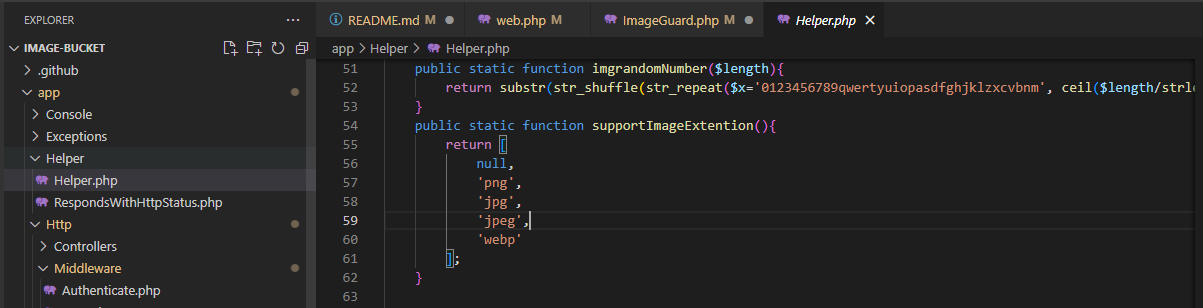 EXPLORER
···
README.md M
web.php M
ImageGuard.php M
Helper.php
IMAGE-BUCKET
app > Helper > Helper.php
.github
app
Console
Exceptions
Helper
Helper.php
RespondsWithHttpStatus.php
Http
Controllers
Middleware
Authenticate.php
51 public static function imgrandomNumber($length){
52 return substr(str_shuffle(str_repeat($x='0123456789qwertyuiopasdfghjklzxcvbnm', ceil($length/strl
53 }
54 public static function supportImageExtention(){
55 return [
56 null,
57 'png',
58 'jpg',
59 'jpeg',
60 'webp'
61 ];
62 }
63